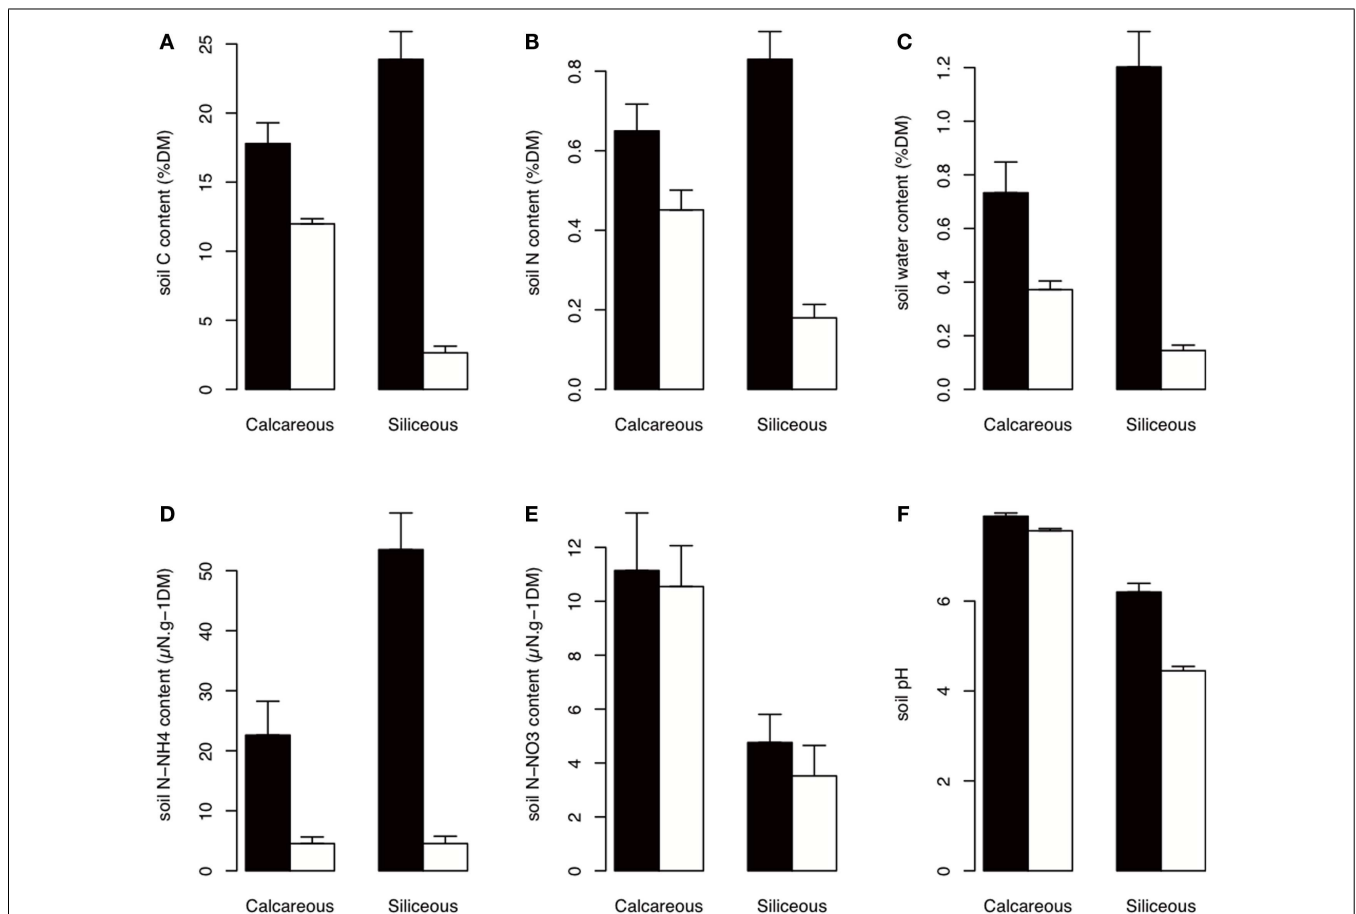 A
soil C content (%DM)
0 5 10 15 20 25
Calcareous Siliceous
B
soil N content (%DM)
0.0 0.2 0.4 0.6 0.8
Calcareous Siliceous
C
soil water content (%DM)
0.0 0.2 0.4 0.6 0.8 1.0 1.2
Calcareous Siliceous
D
soil N−NH4 content (µN.g−1DM)
0 10 20 30 40 50
Calcareous Siliceous
E
soil N−NO3 content (µN.g−1DM)
0 2 4 6 8 10 12
Calcareous Siliceous
F
soil pH
0 2 4 6
Calcareous Siliceous